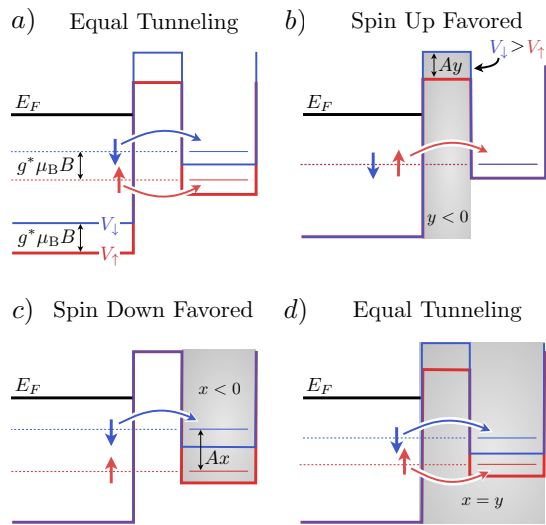 a) Equal Tunneling
E_F
g*μ_B B
g*μ_B B
V↓
V↑
b) Spin Up Favored
V↓ > V↑
Ay
E_F
y < 0
c) Spin Down Favored
E_F
x < 0
Ax
d) Equal Tunneling
E_F
x = y